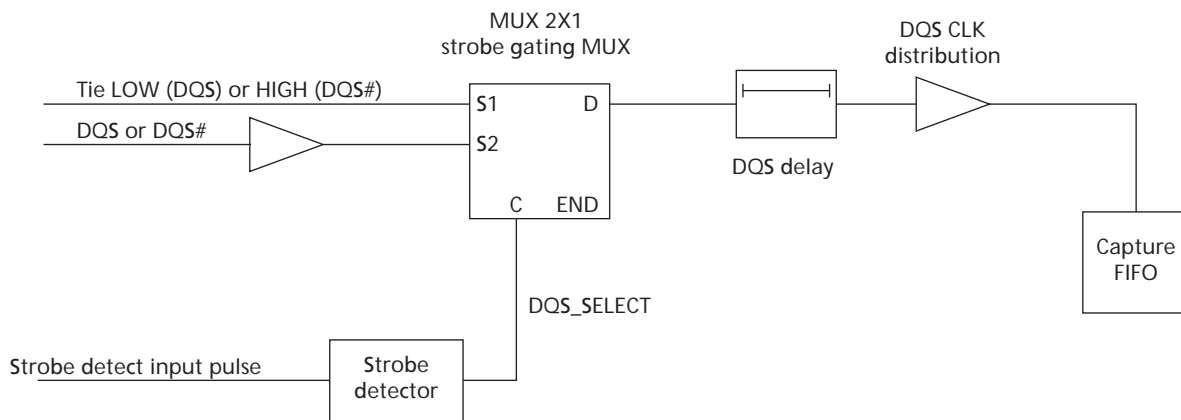 MUX 2X1
strobe gating MUX
DQS CLK
distribution
Tie LOW (DQS) or HIGH (DQS#)
S1
D
DQS or DQS#
S2
DQS delay
C
END
Capture
FIFO
DQS_SELECT
Strobe detect input pulse
Strobe
detector